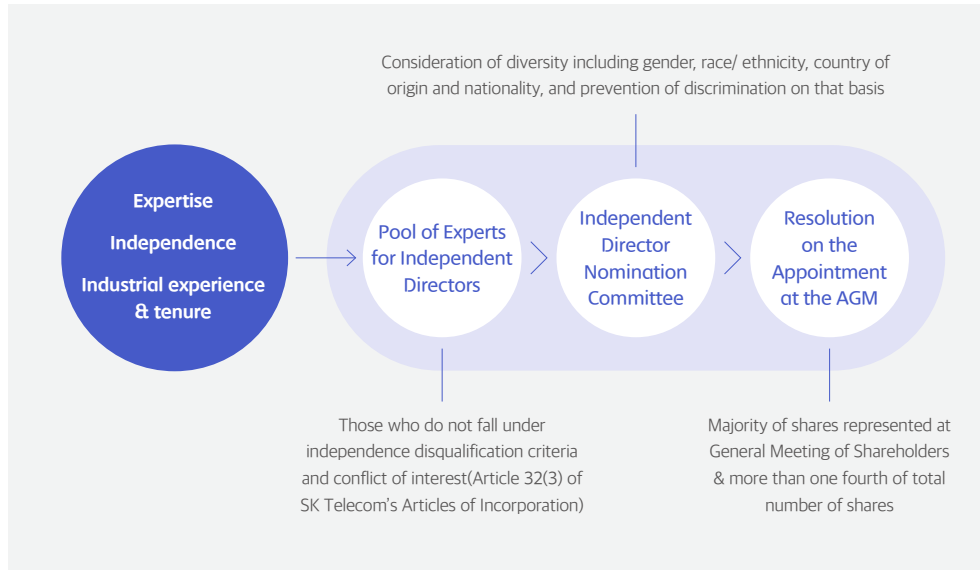 Consideration of diversity including gender, race/ ethnicity, country of
origin and nationality, and prevention of discrimination on that basis
Expertise
Independence
Industrial experience
& tenure
Pool of Experts
for Independent
Directors
Independent
Director
Nomination
Committee
Resolution
on the
Appointment
at the AGM
Those who do not fall under
independence disqualification criteria
and conflict of interest(Article 32(3) of
SK Telecom's Articles of Incorporation)
Majority of shares represented at
General Meeting of Shareholders
& more than one fourth of total
number of shares